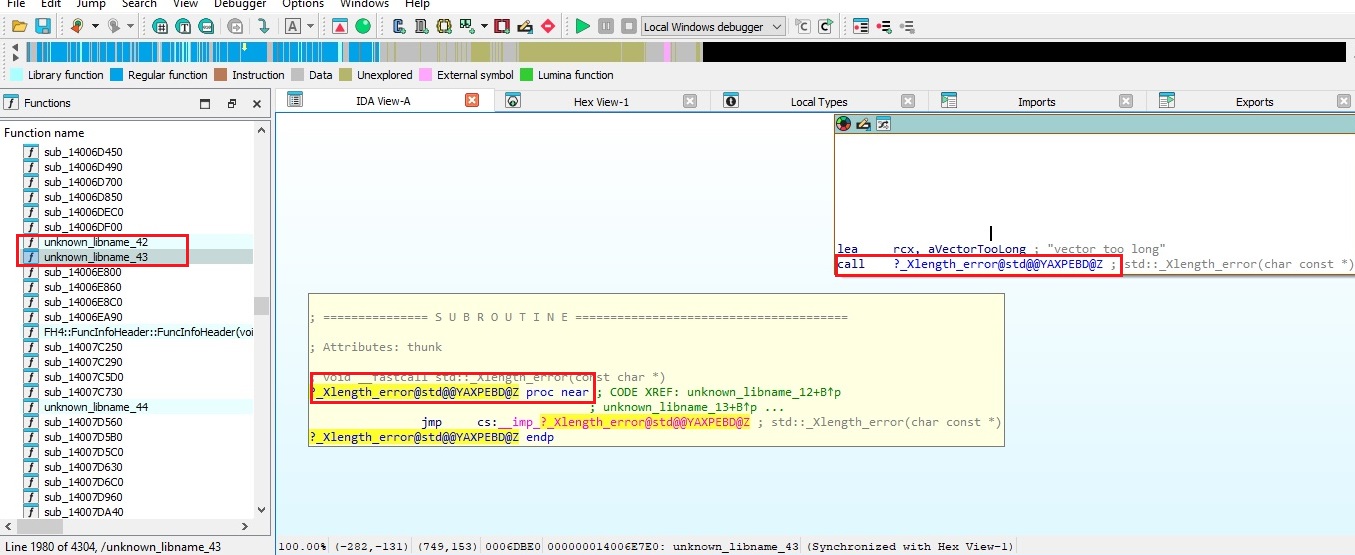 File Edit Jump Search View Debugger Options Windows Help
Local Windows debugger
Library function Regular function Instruction Data Unexplored External symbol Lumina function
Functions
IDA View-A
Hex View-1
Local Types
Imports
Exports
Function name
sub_14006D450
sub_14006D490
sub_14006D700
sub_14006D850
sub_14006DEC0
sub_14006DF00
unknown_libname_42
unknown_libname_43
sub_14006E800
sub_14006E860
sub_14006E8C0
sub_14006EA90
FH4::FuncInfoHeader::FuncInfoHeader(voi
sub_14007C250
sub_14007C290
sub_14007C5D0
sub_14007C730
unknown_libname_44
sub_14007D560
sub_14007D5B0
sub_14007D5C0
sub_14007D630
sub_14007D6C0
sub_14007D960
sub_14007DA40
lea rcx, aVectorTooLong ; "vector too long"
call ?_Xlength_error@std@@YAXPEBD@Z ; std::_Xlength_error(char const *)
; =============== S U B R O U T I N E =======================================
; Attributes: thunk
; void __fastcall std::_Xlength_error(const char *)
?_Xlength_error@std@@YAXPEBD@Z proc near ; CODE XREF: unknown_libname_12+B↑p
; unknown_libname_13+B↑p ...
jmp cs:__imp_?_Xlength_error@std@@YAXPEBD@Z ; std::_Xlength_error(char const *)
?_Xlength_error@std@@YAXPEBD@Z endp
Line 1980 of 4304, /unknown_libname_43
100.00% (-282,-131) (749,153) 0006DBE0 000000014006E7E0: unknown_libname_43 (Synchronized with Hex View-1)